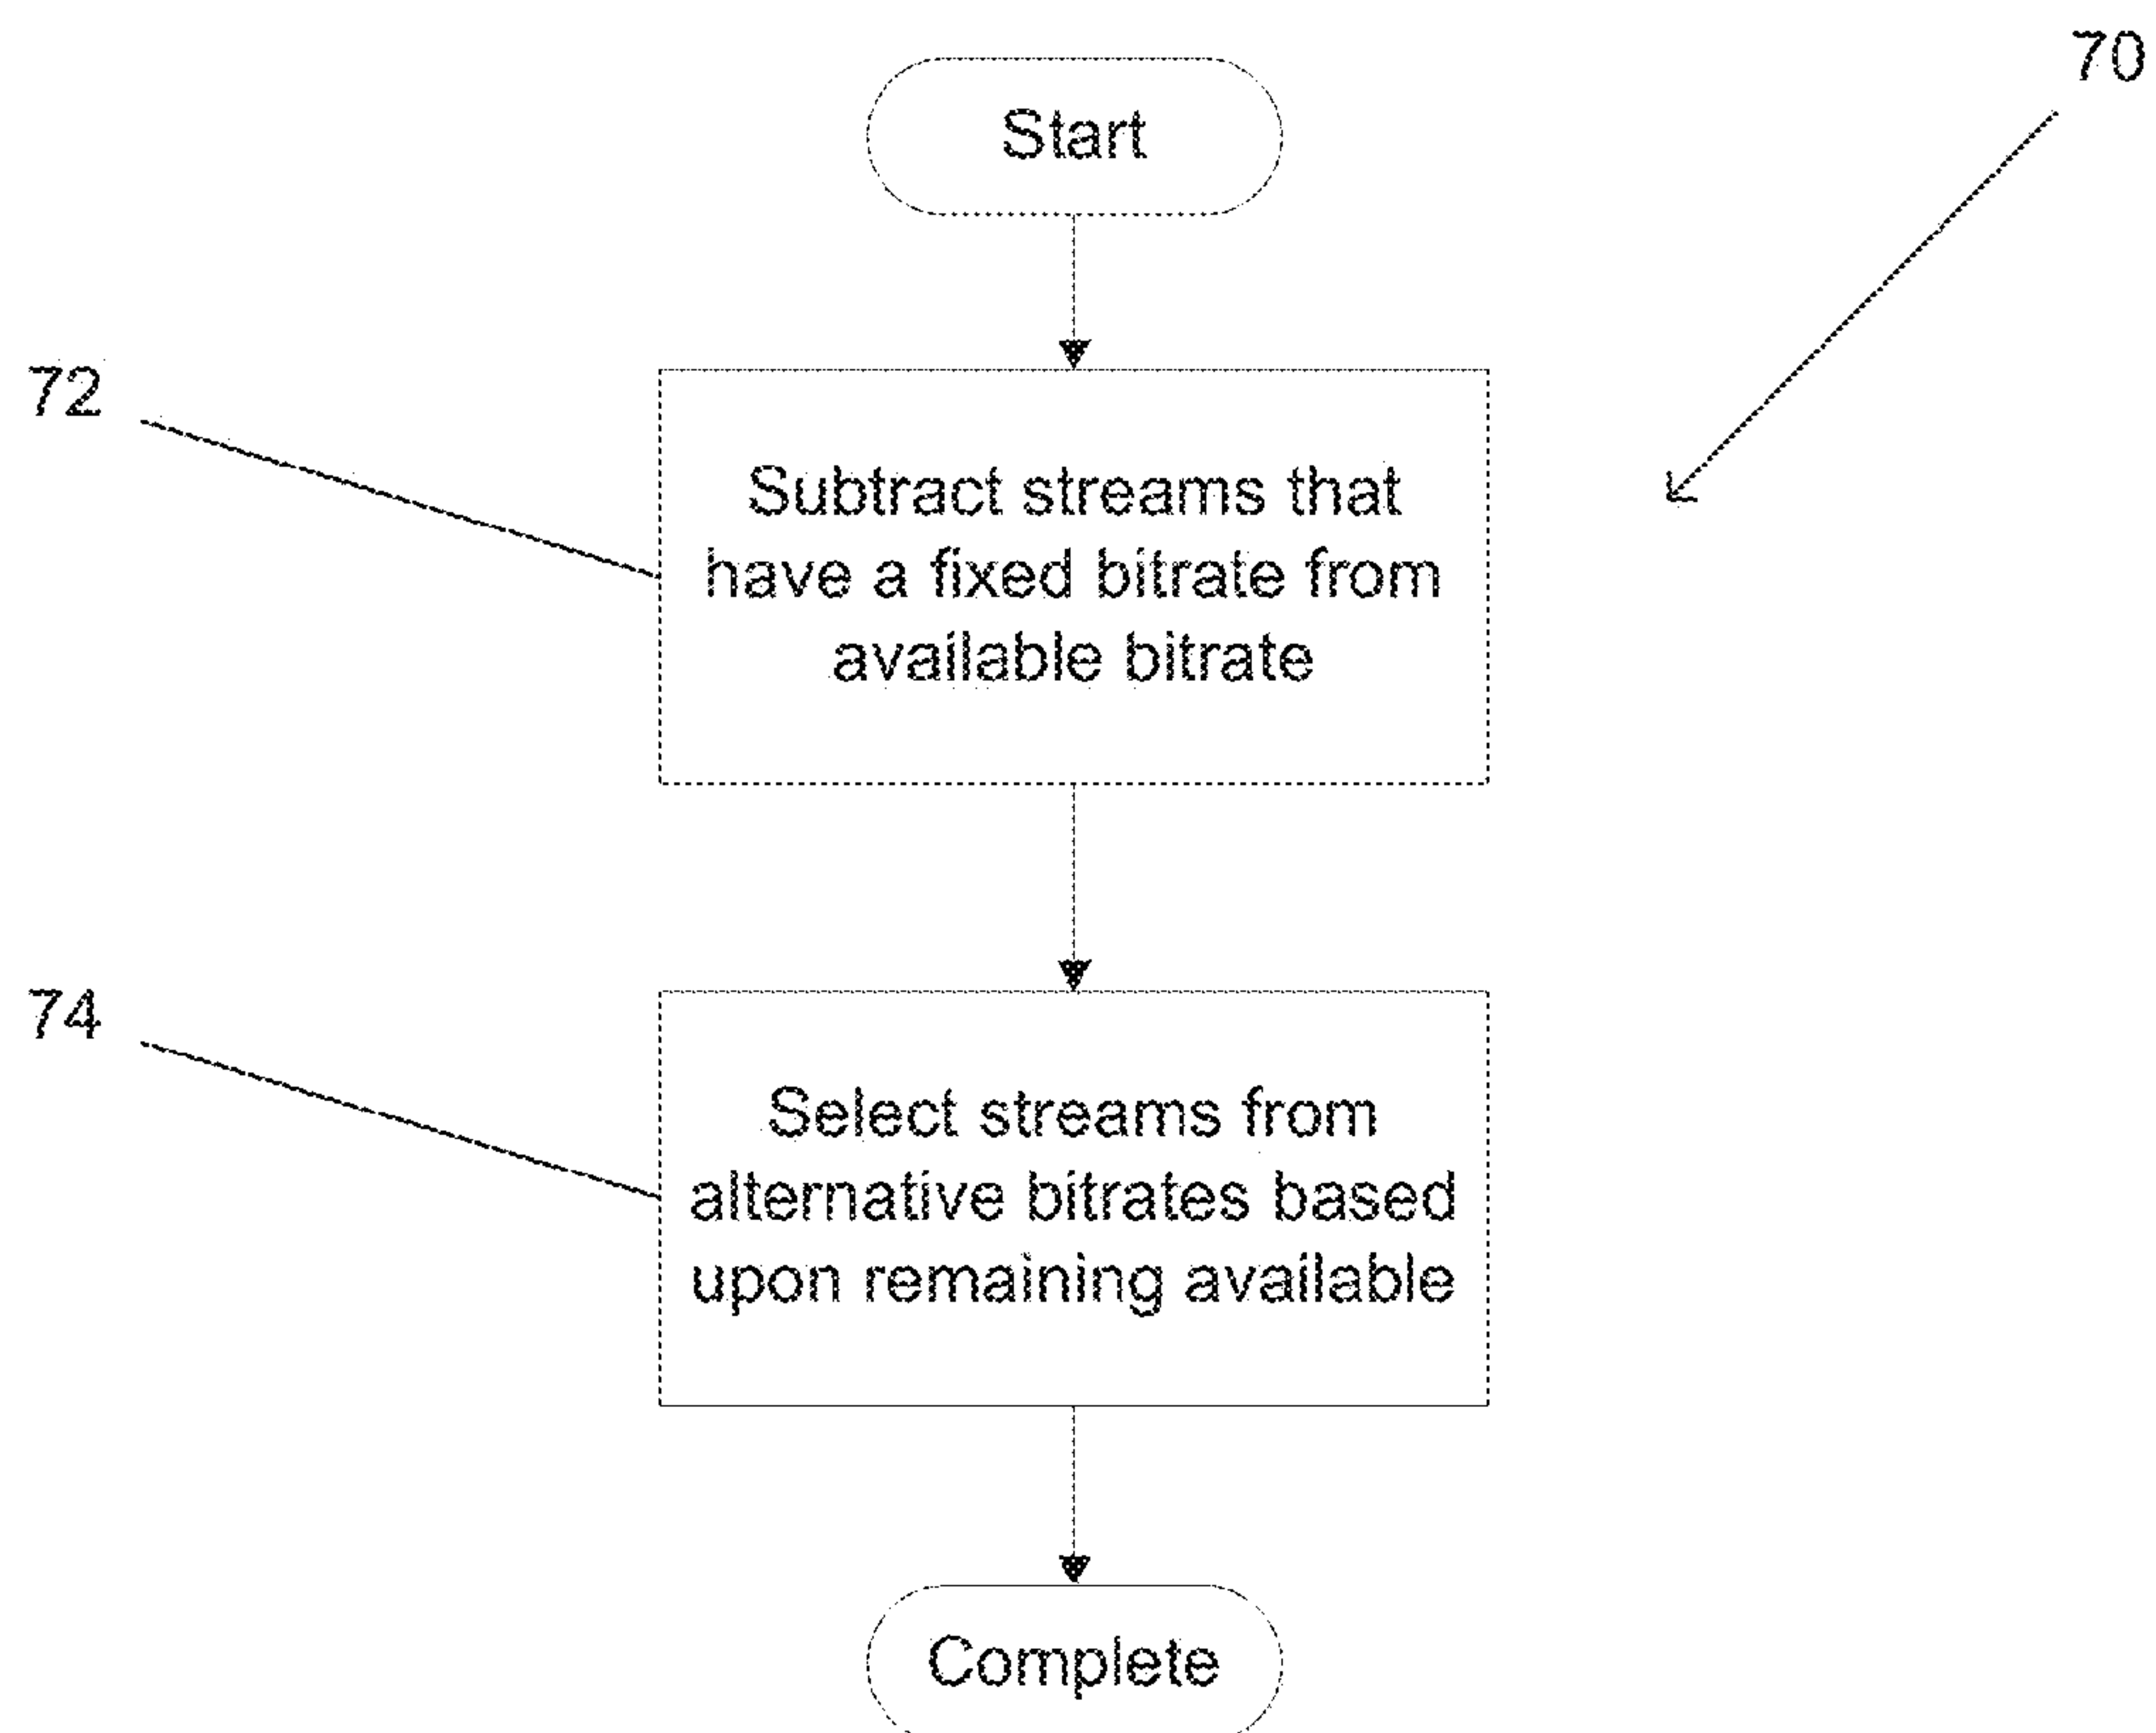 70
Start
72
Subtract streams that
have a fixed bitrate from
available bitrate
74
Select streams from
alternative bitrates based
upon remaining available
Complete